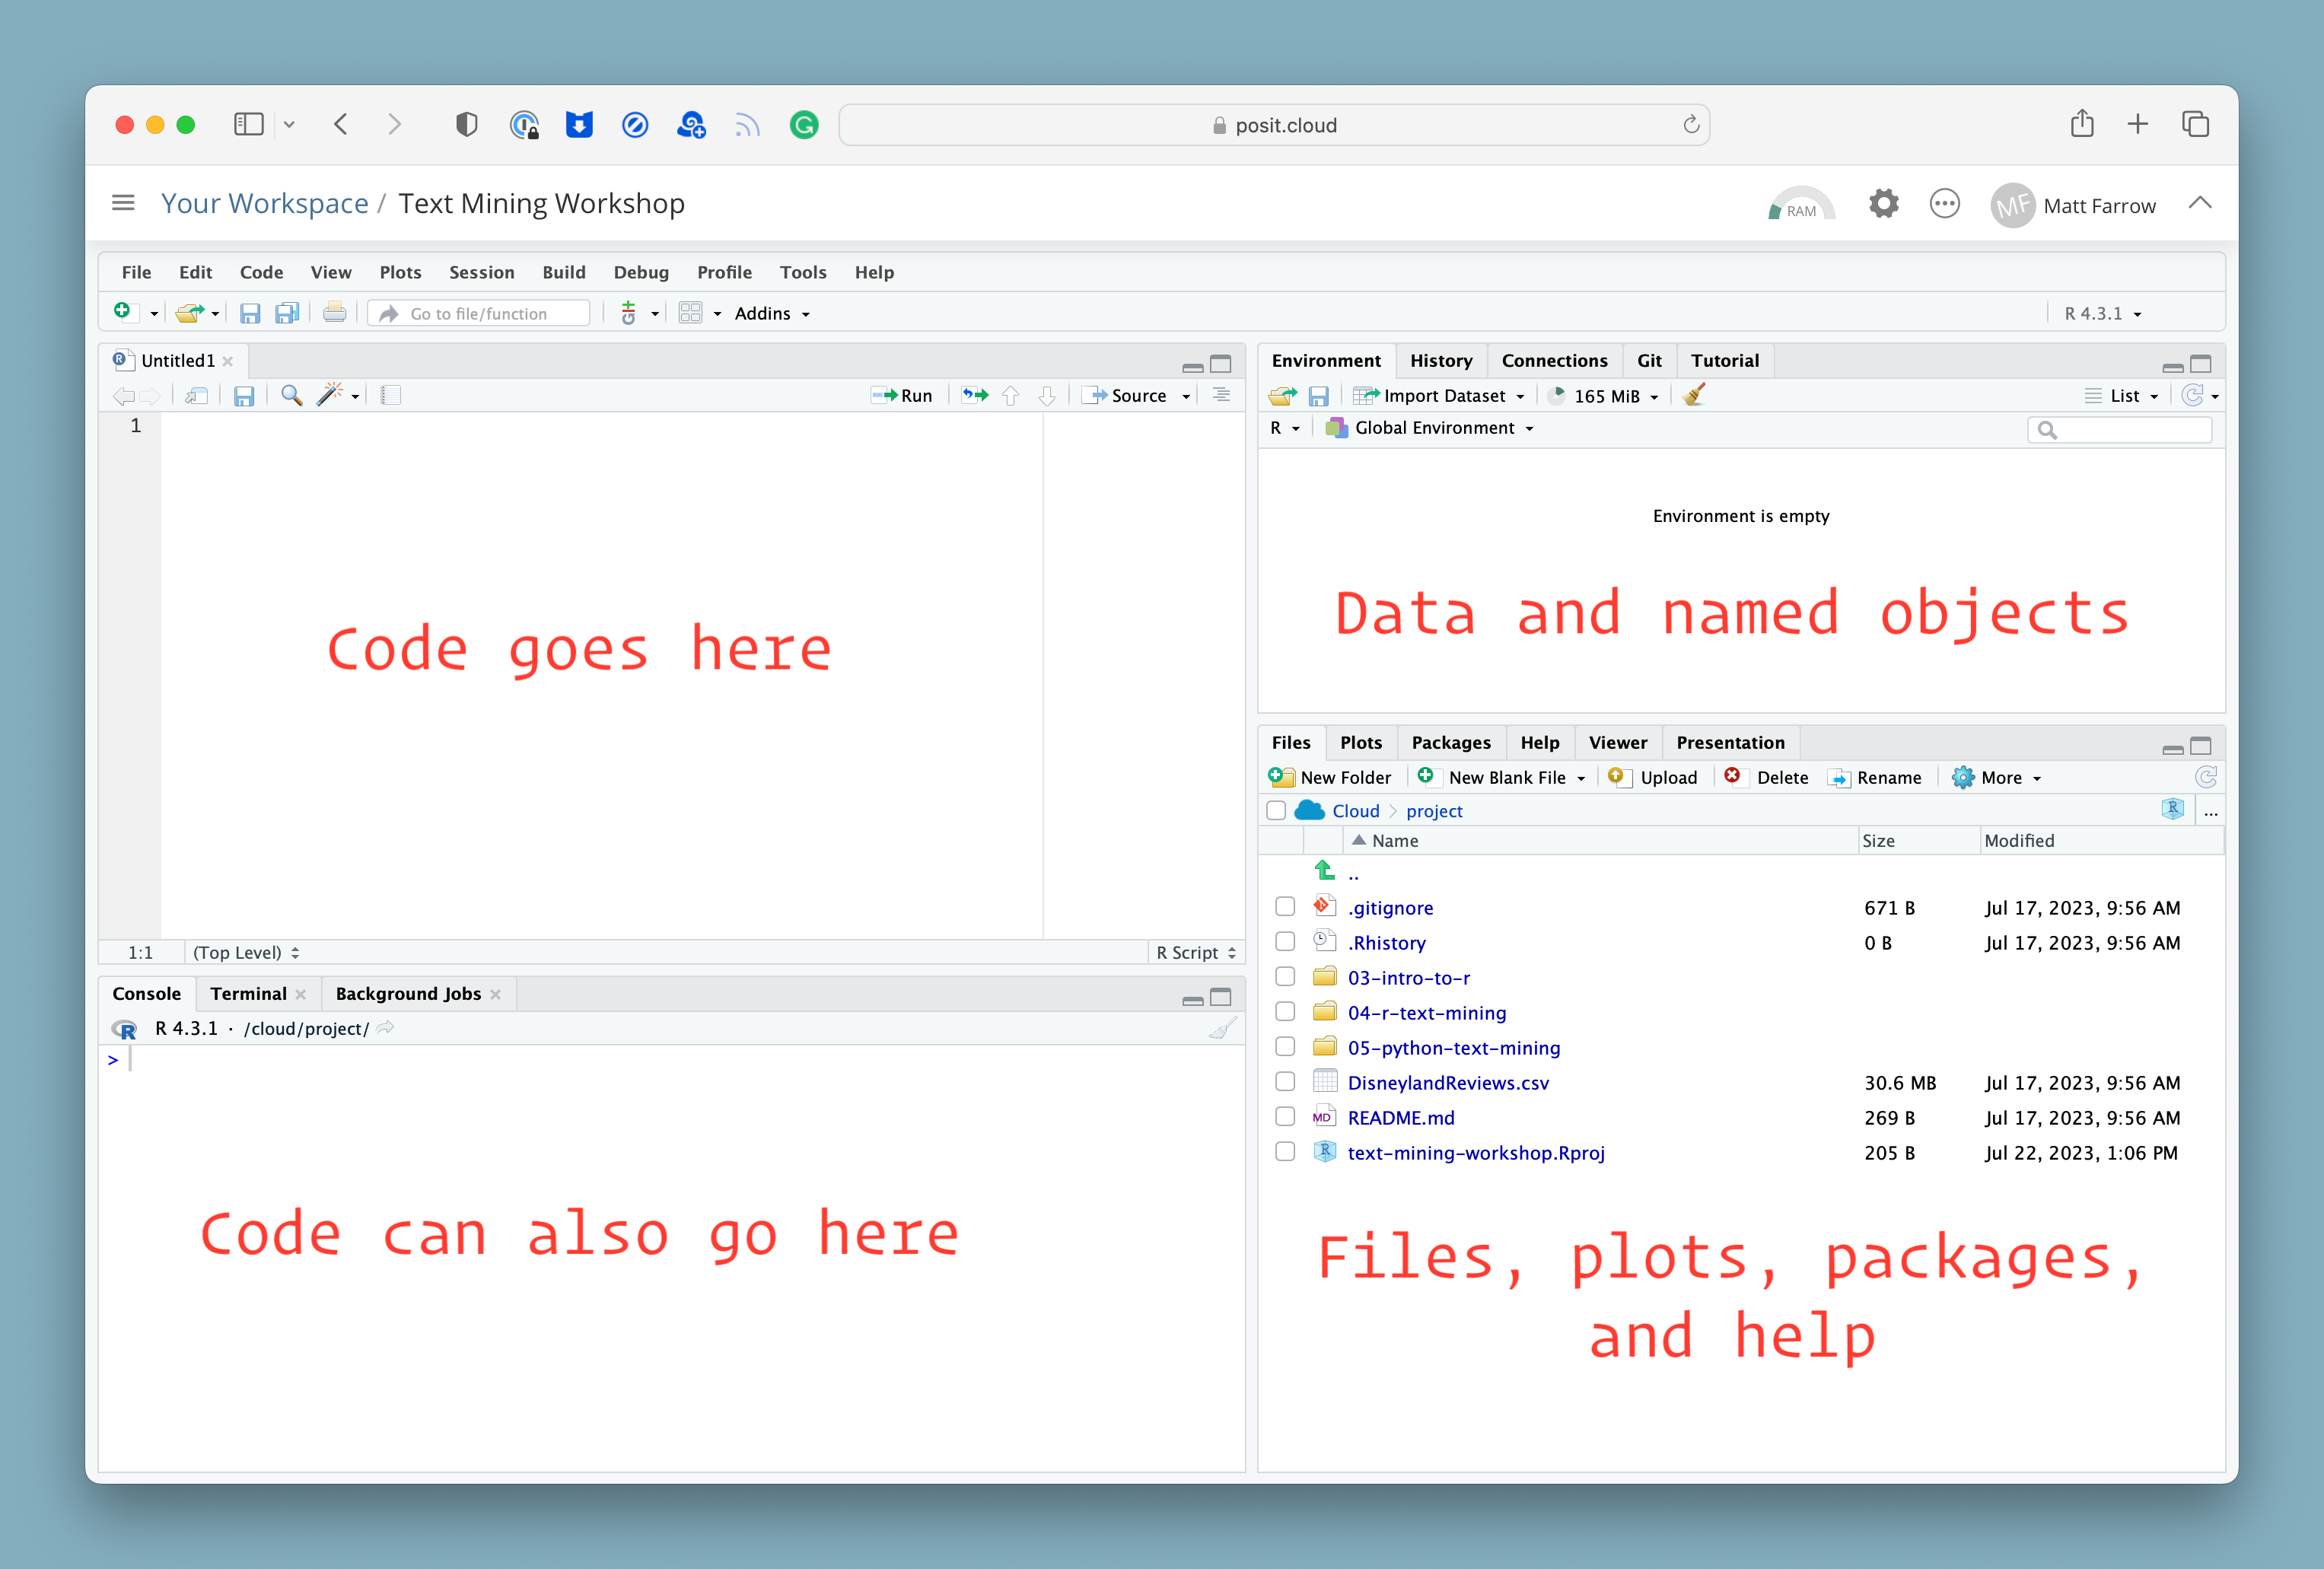 posit.cloud
Your Workspace / Text Mining Workshop
RAM
MF Matt Farrow
File Edit Code View Plots Session Build Debug Profile Tools Help
Go to file/function
Addins
R 4.3.1
Untitled1
Run
Source
1
Code goes here
1:1 (Top Level)
R Script
Console Terminal Background Jobs
R 4.3.1 · /cloud/project/
>
Code can also go here
Environment History Connections Git Tutorial
Import Dataset 165 MiB List
R Global Environment
Environment is empty
Data and named objects
Files Plots Packages Help Viewer Presentation
New Folder New Blank File Upload Delete Rename More
Cloud > project ...
Name Size Modified
..
.gitignore 671 B Jul 17, 2023, 9:56 AM
.Rhistory 0 B Jul 17, 2023, 9:56 AM
03-intro-to-r
04-r-text-mining
05-python-text-mining
DisneylandReviews.csv 30.6 MB Jul 17, 2023, 9:56 AM
README.md 269 B Jul 17, 2023, 9:56 AM
text-mining-workshop.Rproj 205 B Jul 22, 2023, 1:06 PM
Files, plots, packages,
and help